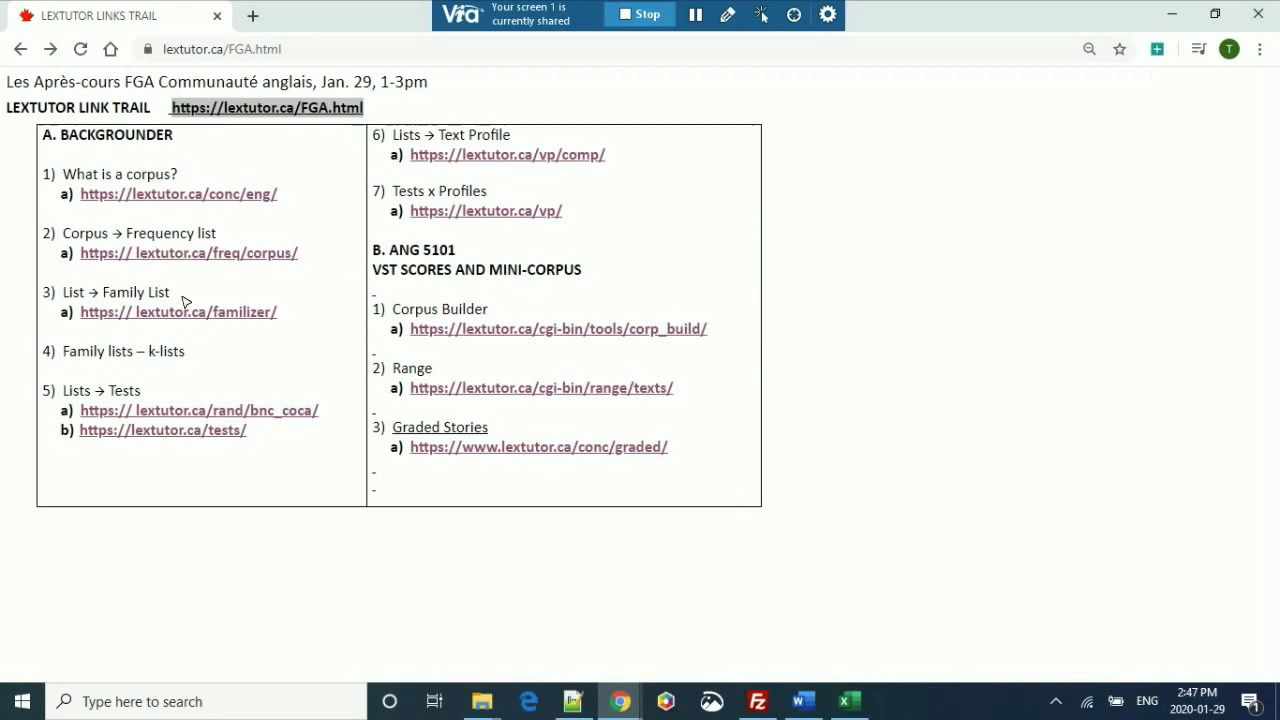 LEXTUTOR LINKS TRAIL
Vra
Your screen 1 is
currently shared
Stop
lextutor.ca/FGA.html
T
Les Après-cours FGA Communauté anglais, Jan. 29, 1-3pm
LEXTUTOR LINK TRAIL https://lextutor.ca/FGA.html
A. BACKGROUNDER
1) What is a corpus?
a) https://lextutor.ca/conc/eng/
2) Corpus → Frequency list
a) https:// lextutor.ca/freq/corpus/
3) List → Family List
a) https:// lextutor.ca/familizer/
4) Family lists – k-lists
5) Lists → Tests
a) https:// lextutor.ca/rand/bnc_coca/
b) https://lextutor.ca/tests/
6) Lists → Text Profile
a) https://lextutor.ca/vp/comp/
7) Tests x Profiles
a) https://lextutor.ca/vp/
B. ANG 5101
VST SCORES AND MINI-CORPUS
-
1) Corpus Builder
a) https://lextutor.ca/cgi-bin/tools/corp_build/
-
2) Range
a) https://lextutor.ca/cgi-bin/range/texts/
-
3) Graded Stories
a) https://www.lextutor.ca/conc/graded/
-
-
Type here to search
ENG
2:47 PM
2020-01-29
1